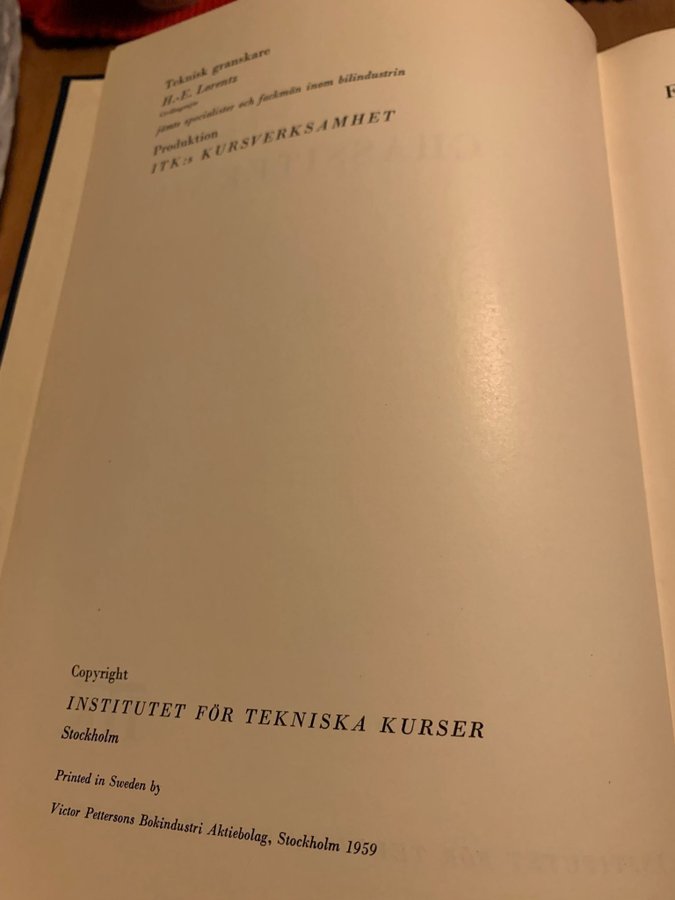 Teknisk granskare
H.-E. Lorentz
Civilingenjör
jämte specialister och fackmän inom bilindustrin
Produktion
ITK:s KURSVERKSAMHET
F
Copyright
INSTITUTET FÖR TEKNISKA KURSER
Stockholm
Printed in Sweden by
Victor Pettersons Bokindustri Aktiebolag, Stockholm 1959